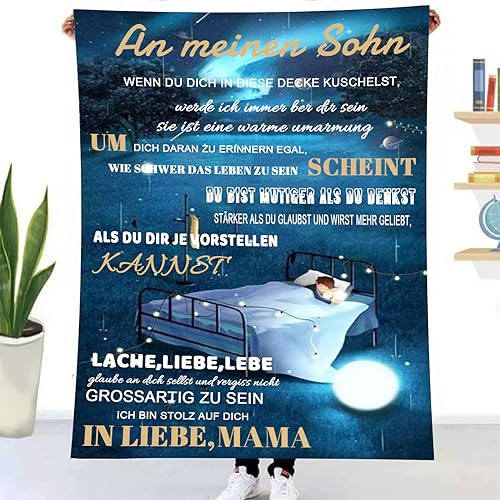 An meinen Sohn
WENN DU DICH IN DIESE DECKE KUSCHELST,
werde ich immer ber dir sein
sie ist eine warme umarmung
UM DICH DARAN ZU ERINNERN EGAL,
WIE SCHWER DAS LEBEN ZU SEIN SCHEINT
DU BIST MUTIGER ALS DU DENKST
STÄRKER ALS DU GLAUBST UND WIRST MEHR GELIEBT,
ALS DU DIR JE VORSTELLEN
KANNST
LACHE,LIEBE,LEBE
glaube an dich sellst und vergiss nicht
GROSSARTIG ZU SEIN
ICH BIN STOLZ AUF DICH
IN LIEBE,MAMA